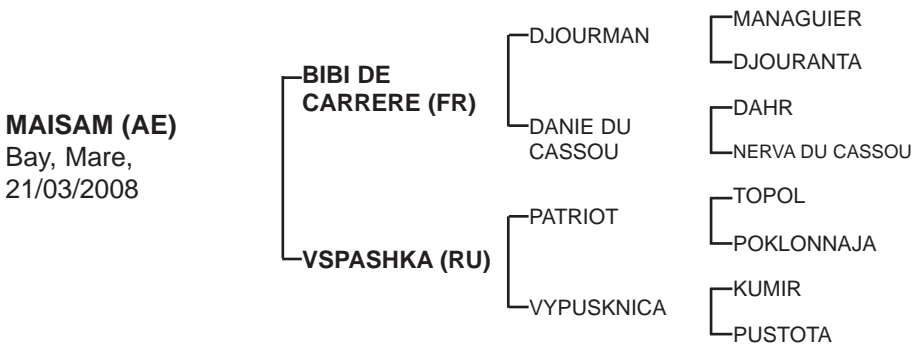 MAISAM (AE)
Bay, Mare,
21/03/2008
BIBI DE
CARRERE (FR)
VSPASHKA (RU)
DJOURMAN
DANIE DU
CASSOU
PATRIOT
VYPUSKNICA
MANAGUIER
DJOURANTA
DAHR
NERVA DU CASSOU
TOPOL
POKLONNAJA
KUMIR
PUSTOTA